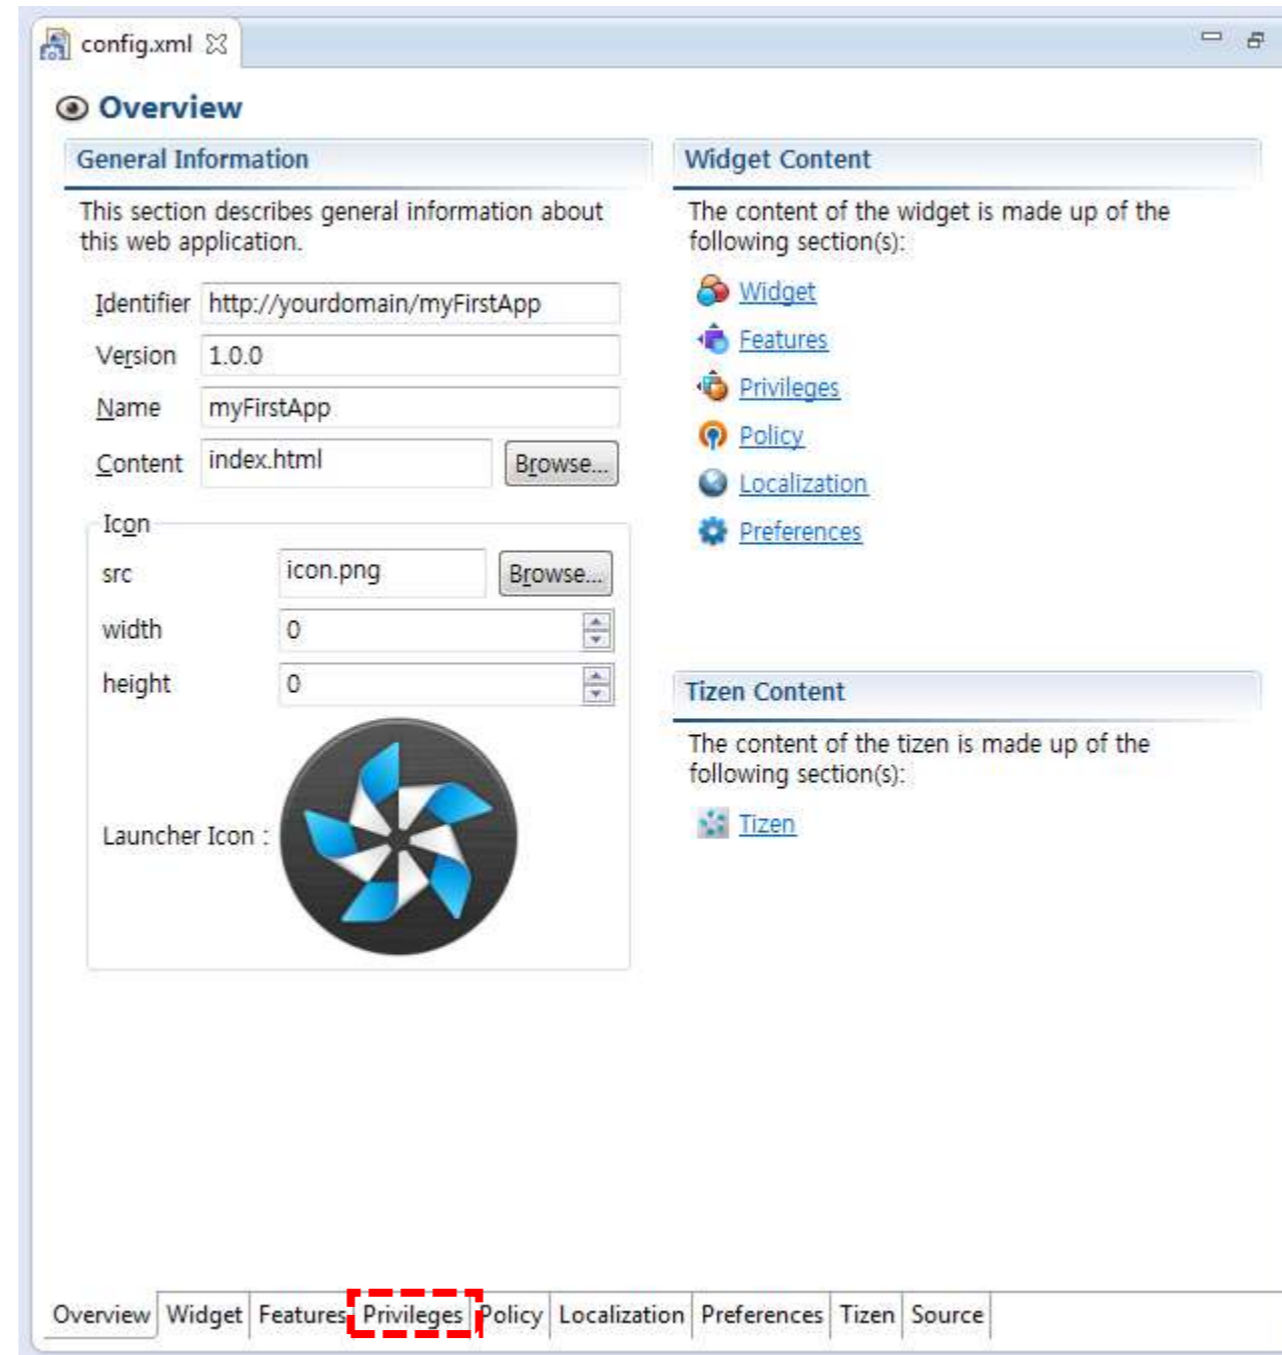 config.xml
Overview
General Information
This section describes general information about
this web application.
Identifier http://yourdomain/myFirstApp
Version 1.0.0
Name myFirstApp
Content index.html Browse...
Icon
src icon.png Browse...
width 0
height 0
Launcher Icon :
Widget Content
The content of the widget is made up of the
following section(s):
Widget
Features
Privileges
Policy
Localization
Preferences
Tizen Content
The content of the tizen is made up of the
following section(s):
Tizen
Overview Widget Features Privileges Policy Localization Preferences Tizen Source